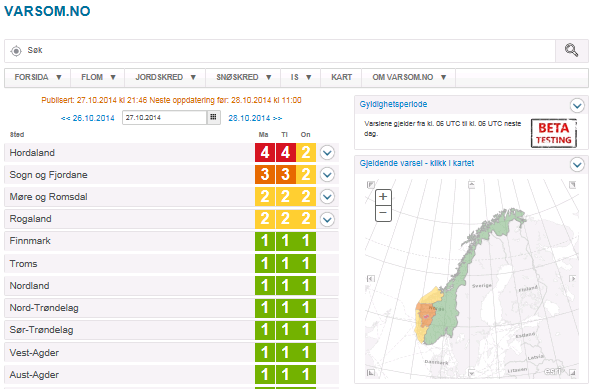 VARSOM.NO
Søk
FORSIDA FLOM JORDSKRED SNØSKRED IS KART OM VARSOM.NO
Publisert: 27.10.2014 kl 21:46 Neste oppdatering før: 28.10.2014 kl 11:00
<< 26.10.2014 27.10.2014 28.10.2014 >>
Sted Ma Ti On
Hordaland 4 4 2
Sogn og Fjordane 3 3 2
Møre og Romsdal 2 2 2
Rogaland 2 2 2
Finnmark 1 1 1
Troms 1 1 1
Nordland 1 1 1
Nord-Trøndelag 1 1 1
Sør-Trøndelag 1 1 1
Vest-Agder 1 1 1
Aust-Agder 1 1 1
Gyldighetsperiode
Varslene gjelder fra kl. 06 UTC til kl. 06 UTC neste
dag.
BETA
TESTING
Gjeldende varsel - klikk i kartet
+
−
Sverige
Finland
Estland
Latvia
Danmark
esri